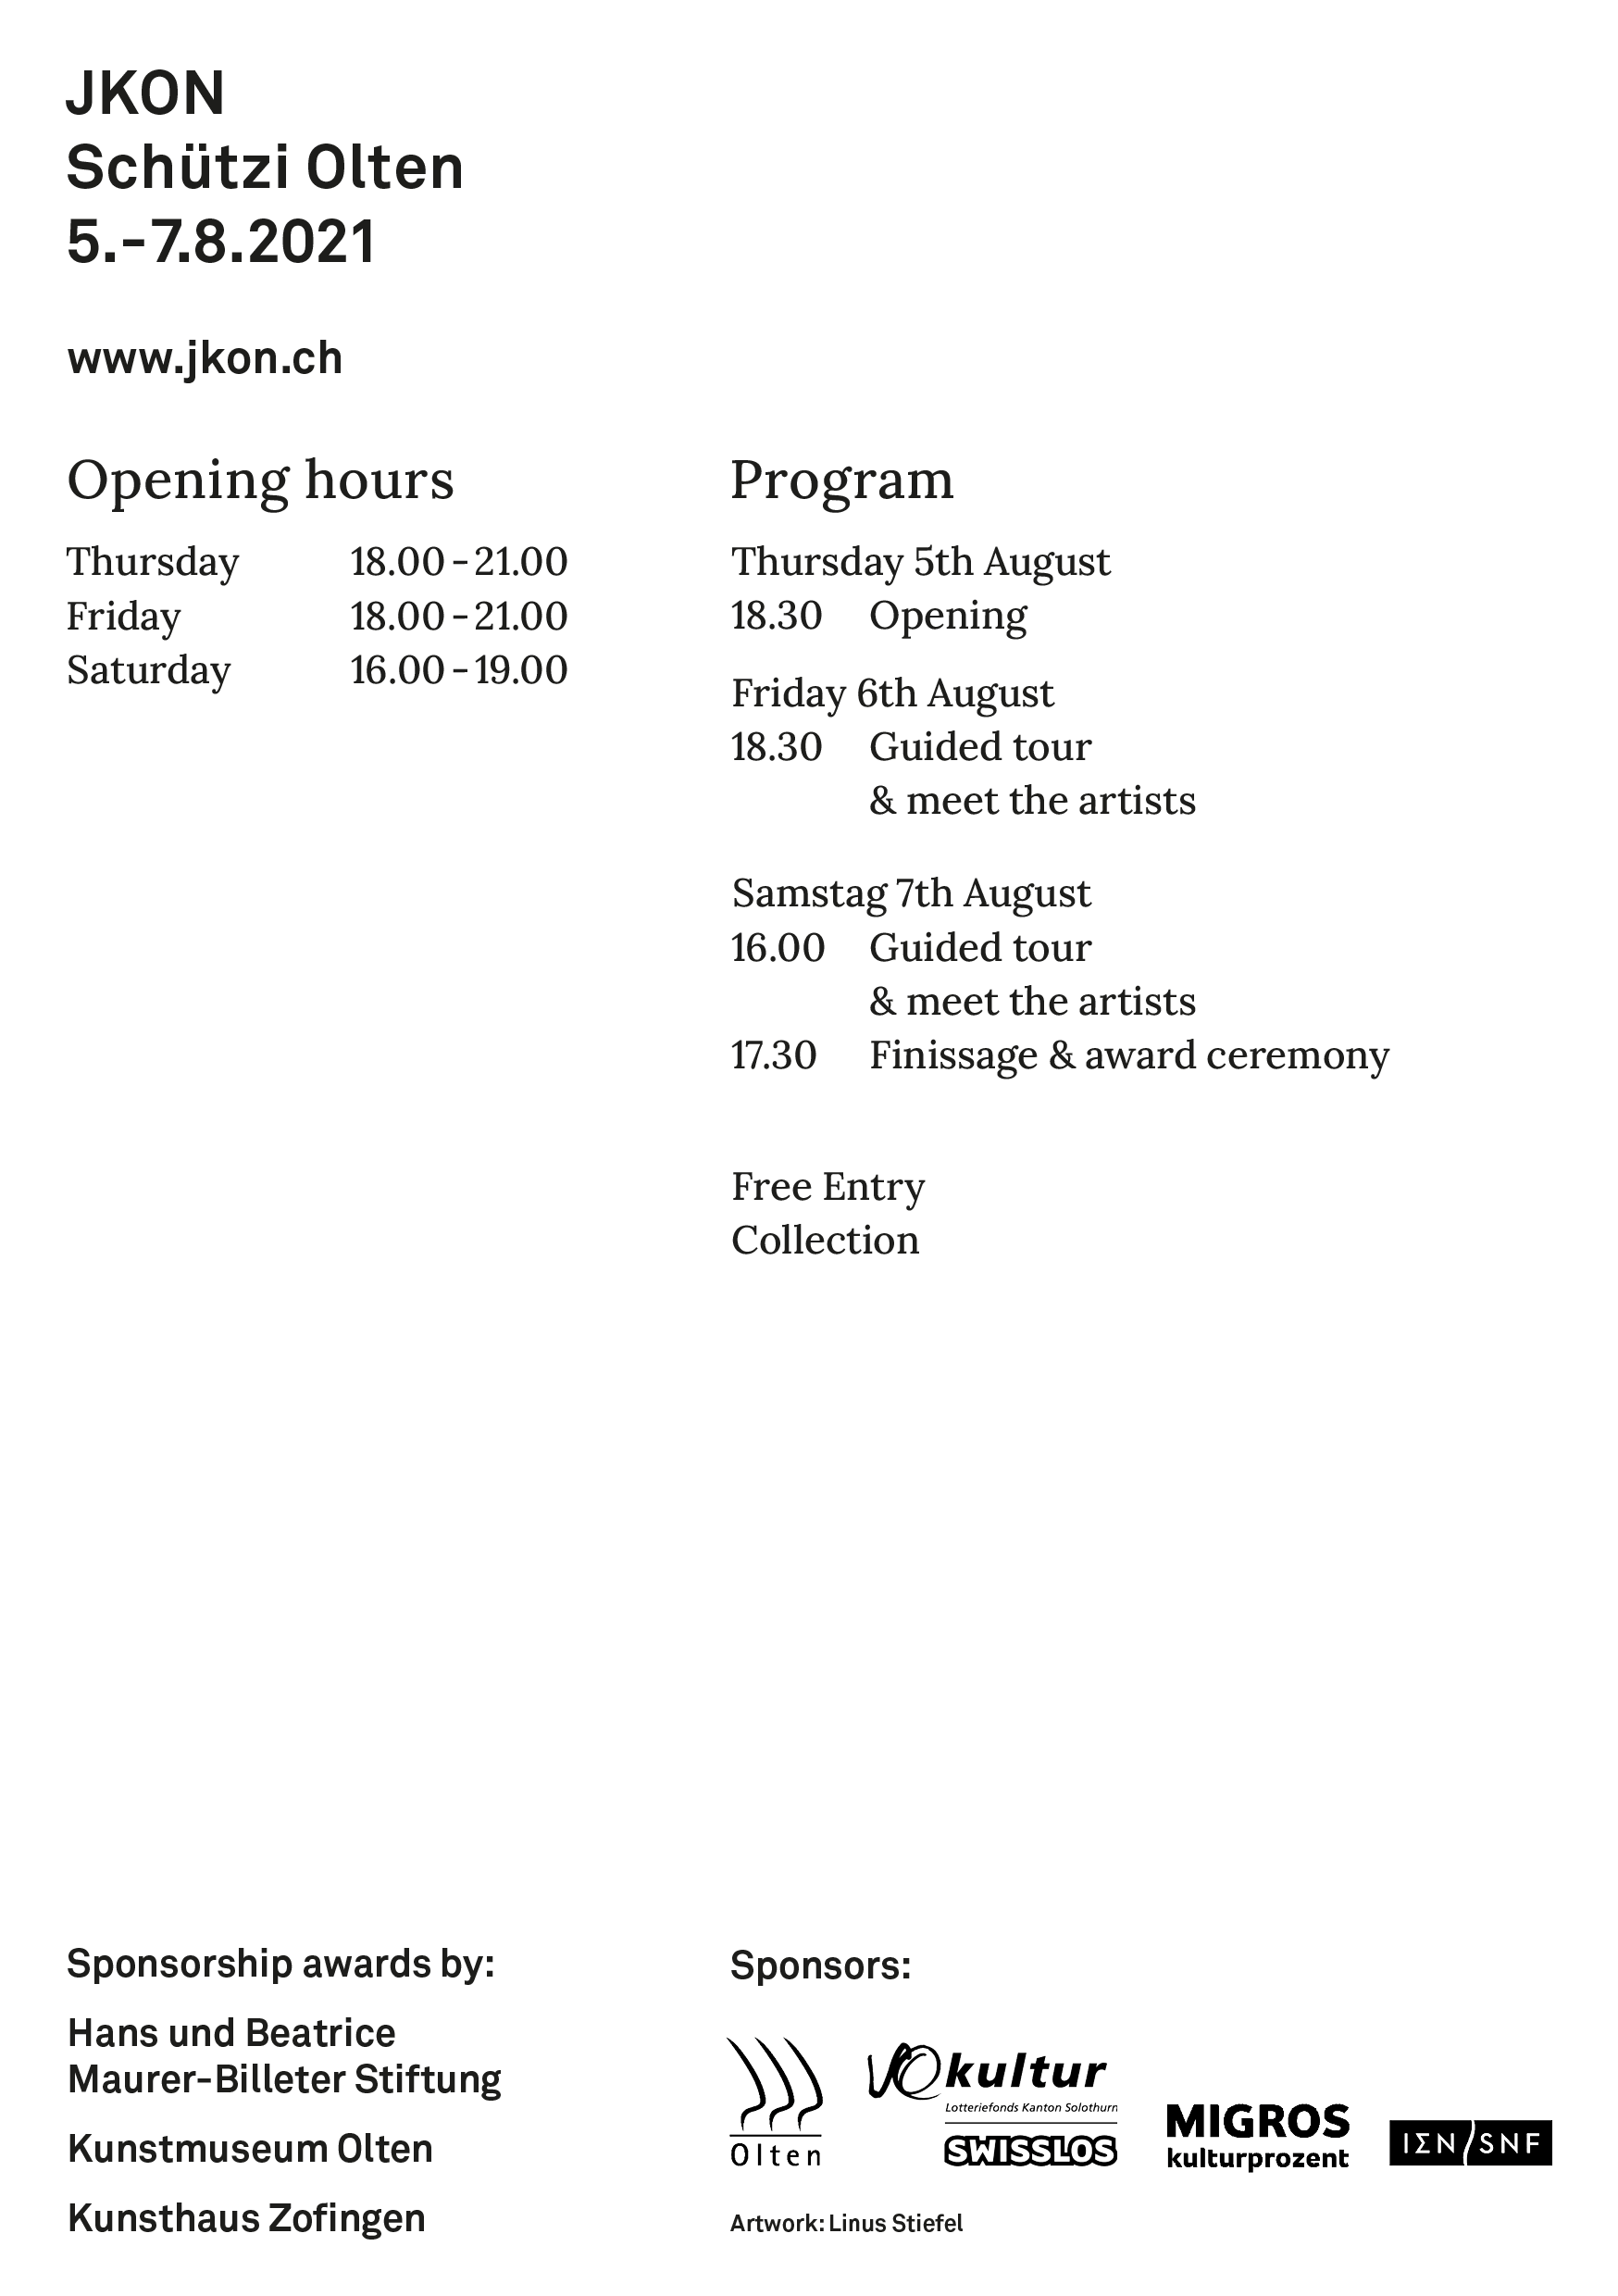 JKON
Schützi Olten
5.–7.8.2021
www.jkon.ch
Opening hours
Thursday 18.00 – 21.00
Friday 18.00 – 21.00
Saturday 16.00 – 19.00
Program
Thursday 5th August
18.30 Opening
Friday 6th August
18.30 Guided tour
& meet the artists
Samstag 7th August
16.00 Guided tour
& meet the artists
17.30 Finissage & award ceremony
Free Entry
Collection
Sponsorship awards by:
Hans und Beatrice
Maurer-Billeter Stiftung
Kunstmuseum Olten
Kunsthaus Zofingen
Sponsors:
Olten
SOkultur
Lotteriefonds Kanton Solothurn
SWISSLOS
MIGROS
kulturprozent
IΣN/SNF
Artwork: Linus Stiefel